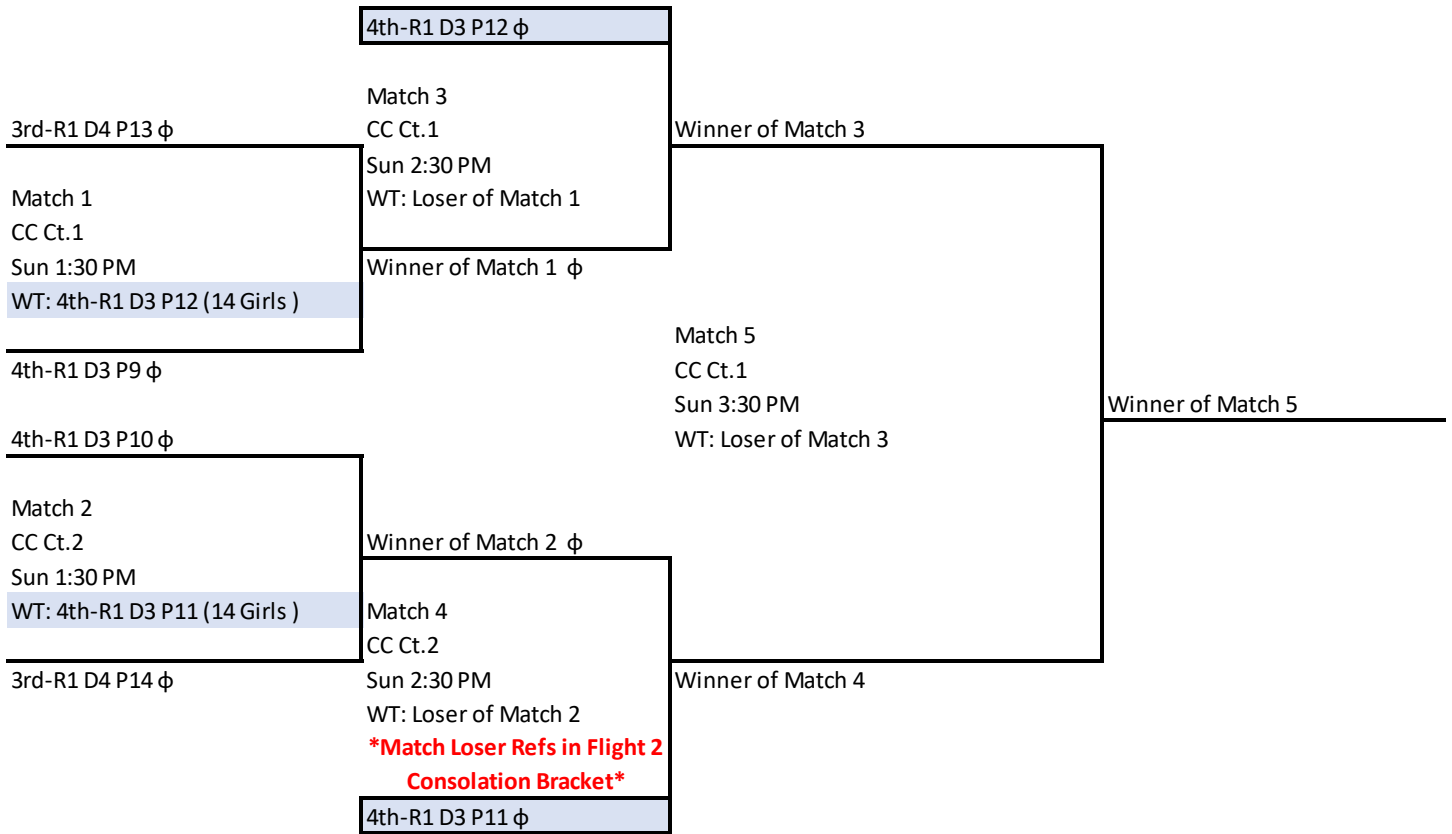 4th-R1 D3 P12 ф
Match 3
3rd-R1 D4 P13 ф
CC Ct.1
Winner of Match 3
Sun 2:30 PM
Match 1
WT: Loser of Match 1
CC Ct.1
Sun 1:30 PM
Winner of Match 1 ф
WT: 4th-R1 D3 P12 (14 Girls )
Match 5
4th-R1 D3 P9 ф
CC Ct.1
Sun 3:30 PM
Winner of Match 5
4th-R1 D3 P10 ф
WT: Loser of Match 3
Match 2
CC Ct.2
Winner of Match 2 ф
Sun 1:30 PM
WT: 4th-R1 D3 P11 (14 Girls )
Match 4
CC Ct.2
3rd-R1 D4 P14 ф
Sun 2:30 PM
Winner of Match 4
WT: Loser of Match 2
*Match Loser Refs in Flight 2
Consolation Bracket*
4th-R1 D3 P11 ф